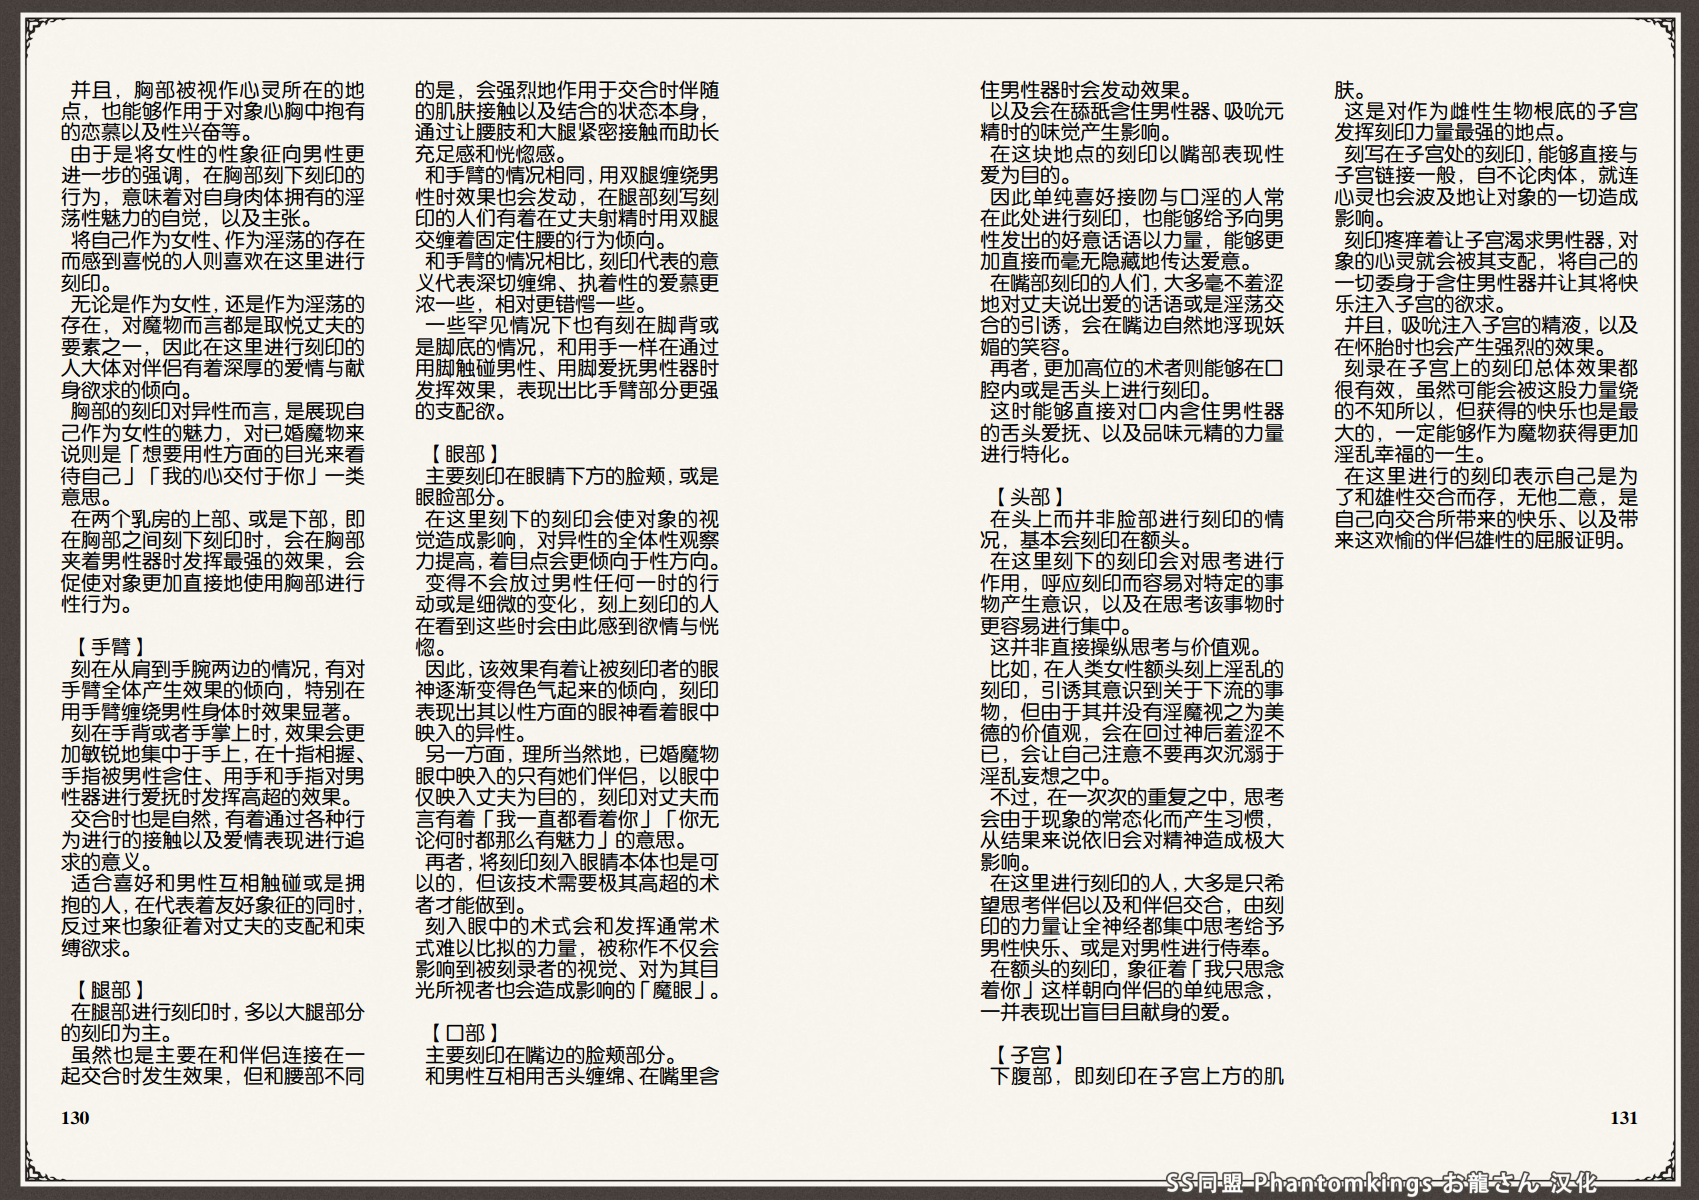 并且，胸部被视作心灵所在的地
点，也能够作用于对象心胸中抱有
的恋慕以及性兴奋等。
由于是将女性的性象征向男性更
进一步的强调，在胸部刻下刻印的
行为，意味着对自身肉体拥有的淫
荡性魅力的自觉，以及主张。
将自己作为女性、作为淫荡的存在
而感到喜悦的人则喜欢在这里进行
刻印。
无论是作为女性，还是作为淫荡的
存在，对魔物而言都是取悦丈夫的
要素之一，因此在这里进行刻印的
人大体对伴侣有着深厚的爱情与献
身欲求的倾向。
胸部的刻印对异性而言，是展现自
己作为女性的魅力，对已婚魔物来
说则是「想要用性方面的目光来看
待自己」「我的心交付于你」一类
意思。
在两个乳房的上部、或是下部，即
在胸部之间刻下刻印时，会在胸部
夹着男性器时发挥最强的效果，会
促使对象更加直接地使用胸部进行
性行为。
【手臂】
刻在从肩到手腕两边的情况，有对
手臂全体产生效果的倾向，特别在
用手臂缠绕男性身体时效果显著。
刻在手背或者手掌上时，效果会更
加敏锐地集中于手上，在十指相握、
手指被男性含住、用手和手指对男
性器进行爱抚时发挥高超的效果。
交合时也是自然，有着通过各种行
为进行的接触以及爱情表现进行追
求的意义。
适合喜好和男性互相触碰或是拥
抱的人，在代表着友好象征的同时，
反过来也象征着对丈夫的支配和束
缚欲求。
【腿部】
在腿部进行刻印时，多以大腿部分
的刻印为主。
虽然也是主要在和伴侣连接在一
起交合时发生效果，但和腰部不同
的是，会强烈地作用于交合时伴随
的肌肤接触以及结合的状态本身，
通过让腰肢和大腿紧密接触而助长
充足感和恍惚感。
和手臂的情况相同，用双腿缠绕男
性时效果也会发动，在腿部刻写刻
印的人们有着在丈夫射精时用双腿
交缠着固定住腰的行为倾向。
和手臂的情况相比，刻印代表的意
义代表深切缠绵、执着性的爱慕更
浓一些，相对更错愕一些。
一些罕见情况下也有刻在脚背或
是脚底的情况，和用手一样在通过
用脚触碰男性、用脚爱抚男性器时
发挥效果，表现出比手臂部分更强
的支配欲。
【眼部】
主要刻印在眼睛下方的脸颊，或是
眼睑部分。
在这里刻下的刻印会使对象的视
觉造成影响，对异性的全体性观察
力提高，着目点会更倾向于性方向。
变得不会放过男性任何一时的行
动或是细微的变化，刻上刻印的人
在看到这些时会由此感到欲情与恍
惚。
因此，该效果有着让被刻印者的眼
神逐渐变得色气起来的倾向，刻印
表现出其以性方面的眼神看着眼中
映入的异性。
另一方面，理所当然地，已婚魔物
眼中映入的只有她们伴侣，以眼中
仅映入丈夫为目的，刻印对丈夫而
言有着「我一直都看着你」「你无
论何时都那么有魅力」的意思。
再者，将刻印刻入眼睛本体也是可
以的，但该技术需要极其高超的术
者才能做到。
刻入眼中的术式会和发挥通常术
式难以比拟的力量，被称作不仅会
影响到被刻录者的视觉、对为其目
光所视者也会造成影响的「魔眼」。
【口部】
主要刻印在嘴边的脸颊部分。
和男性互相用舌头缠绵、在嘴里含
住男性器时会发动效果。
以及会在舔舐含住男性器、吸吮元
精时的味觉产生影响。
在这块地点的刻印以嘴部表现性
爱为目的。
因此单纯喜好接吻与口淫的人常
在此处进行刻印，也能够给予向男
性发出的好意话语以力量，能够更
加直接而毫无隐藏地传达爱意。
在嘴部刻印的人们，大多毫不羞涩
地对丈夫说出爱的话语或是淫荡交
合的引诱，会在嘴边自然地浮现妖
媚的笑容。
再者，更加高位的术者则能够在口
腔内或是舌头上进行刻印。
这时能够直接对口内含住男性器
的舌头爱抚、以及品味元精的力量
进行特化。
【头部】
在头上而并非脸部进行刻印的情
况，基本会刻印在额头。
在这里刻下的刻印会对思考进行
作用，呼应刻印而容易对特定的事
物产生意识，以及在思考该事物时
更容易进行集中。
这并非直接操纵思考与价值观。
比如，在人类女性额头刻上淫乱的
刻印，引诱其意识到关于下流的事
物，但由于其并没有淫魔视之为美
德的价值观，会在回过神后羞涩不
已，会让自己注意不要再次沉溺于
淫乱妄想之中。
不过，在一次次的重复之中，思考
会由于现象的常态化而产生习惯，
从结果来说依旧会对精神造成极大
影响。
在这里进行刻印的人，大多是只希
望思考伴侣以及和伴侣交合，由刻
印的力量让全神经都集中思考给予
男性快乐、或是对男性进行侍奉。
在额头的刻印，象征着「我只思念
着你」这样朝向伴侣的单纯思念，
一并表现出盲目且献身的爱。
【子宫】
下腹部，即刻印在子宫上方的肌
肤。
这是对作为雌性生物根底的子宫
发挥刻印力量最强的地点。
刻写在子宫处的刻印，能够直接与
子宫链接一般，自不论肉体，就连
心灵也会波及地让对象的一切造成
影响。
刻印疼痒着让子宫渴求男性器，对
象的心灵就会被其支配，将自己的
一切委身于含住男性器并让其将快
乐注入子宫的欲求。
并且，吸吮注入子宫的精液，以及
在怀胎时也会产生强烈的效果。
刻录在子宫上的刻印总体效果都
很有效，虽然可能会被这股力量绕
的不知所以，但获得的快乐也是最
大的，一定能够作为魔物获得更加
淫乱幸福的一生。
在这里进行的刻印表示自己是为
了和雄性交合而存，无他二意，是
自己向交合所带来的快乐、以及带
来这欢愉的伴侣雄性的屈服证明。
130
131
SS同盟 Phantomkings お龍さん 汉化